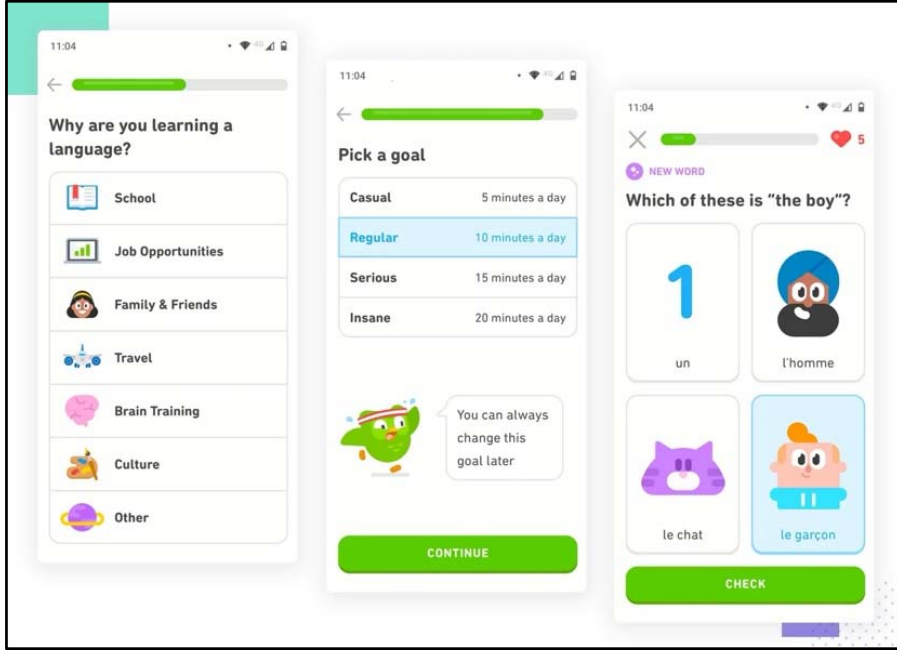 11:04
4G
Why are you learning a
language?
School
Job Opportunities
Family & Friends
Travel
Brain Training
Culture
Other
11:04
4G
Pick a goal
Casual 5 minutes a day
Regular 10 minutes a day
Serious 15 minutes a day
Insane 20 minutes a day
You can always
change this
goal later
CONTINUE
11:04
4G
5
NEW WORD
Which of these is “the boy”?
1
un
l’homme
le chat
le garçon
CHECK